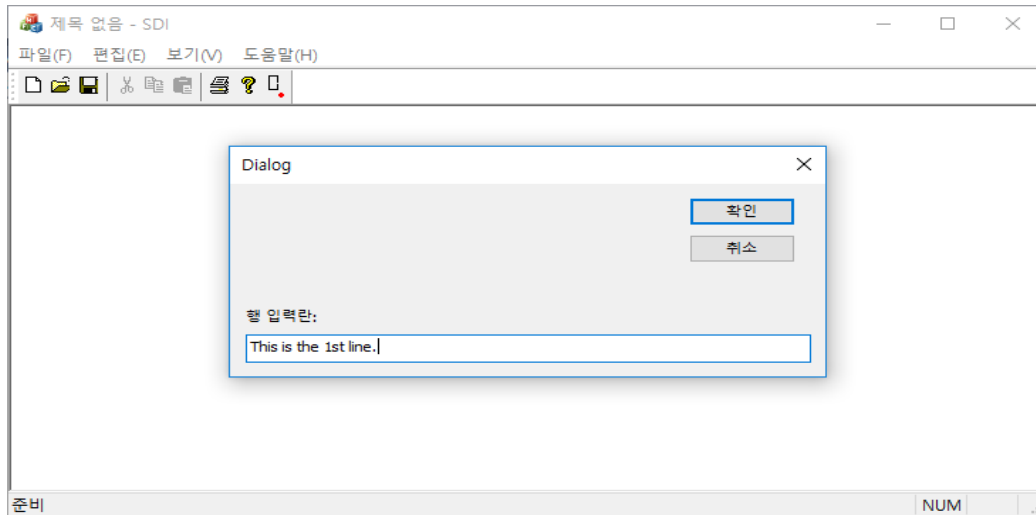 제목 없음 - SDI
파일(F) 편집(E) 보기(V) 도움말(H)
Dialog
확인
취소
행 입력란:
This is the 1st line.
준비 NUM